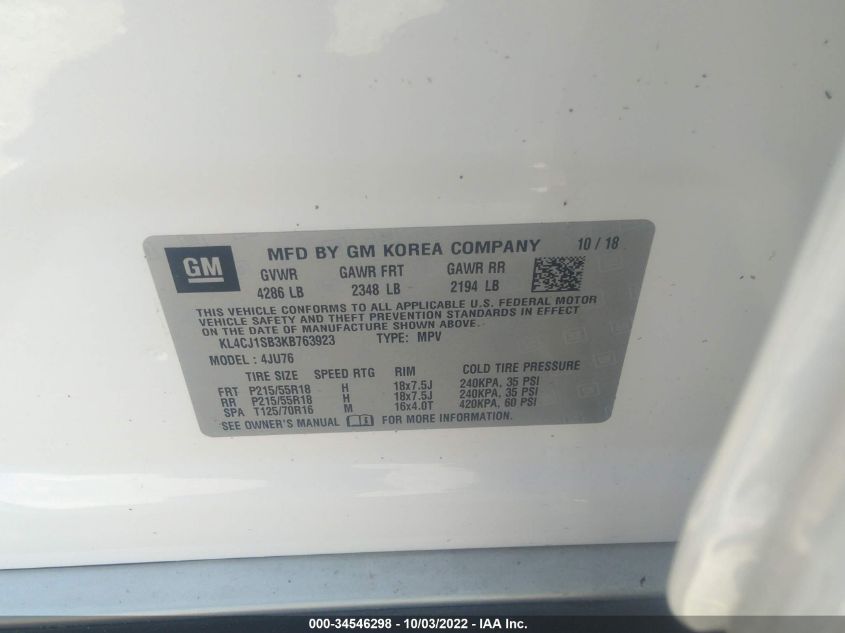 GM
MFD BY GM KOREA COMPANY 10 / 18
GVWR GAWR FRT GAWR RR
4286 LB 2348 LB 2194 LB
THIS VEHICLE CONFORMS TO ALL APPLICABLE U.S. FEDERAL MOTOR
VEHICLE SAFETY AND THEFT PREVENTION STANDARDS IN EFFECT
ON THE DATE OF MANUFACTURE SHOWN ABOVE.
KL4CJ1SB3KB763923 TYPE: MPV
MODEL : 4JU76
TIRE SIZE SPEED RTG RIM COLD TIRE PRESSURE
FRT P215/55R18 H 18x7.5J 240KPA, 35 PSI
RR P215/55R18 H 18x7.5J 240KPA, 35 PSI
SPA T125/70R16 M 16x4.0T 420KPA, 60 PSI
SEE OWNER'S MANUAL FOR MORE INFORMATION.
000-34546298 - 10/03/2022 - IAA Inc.